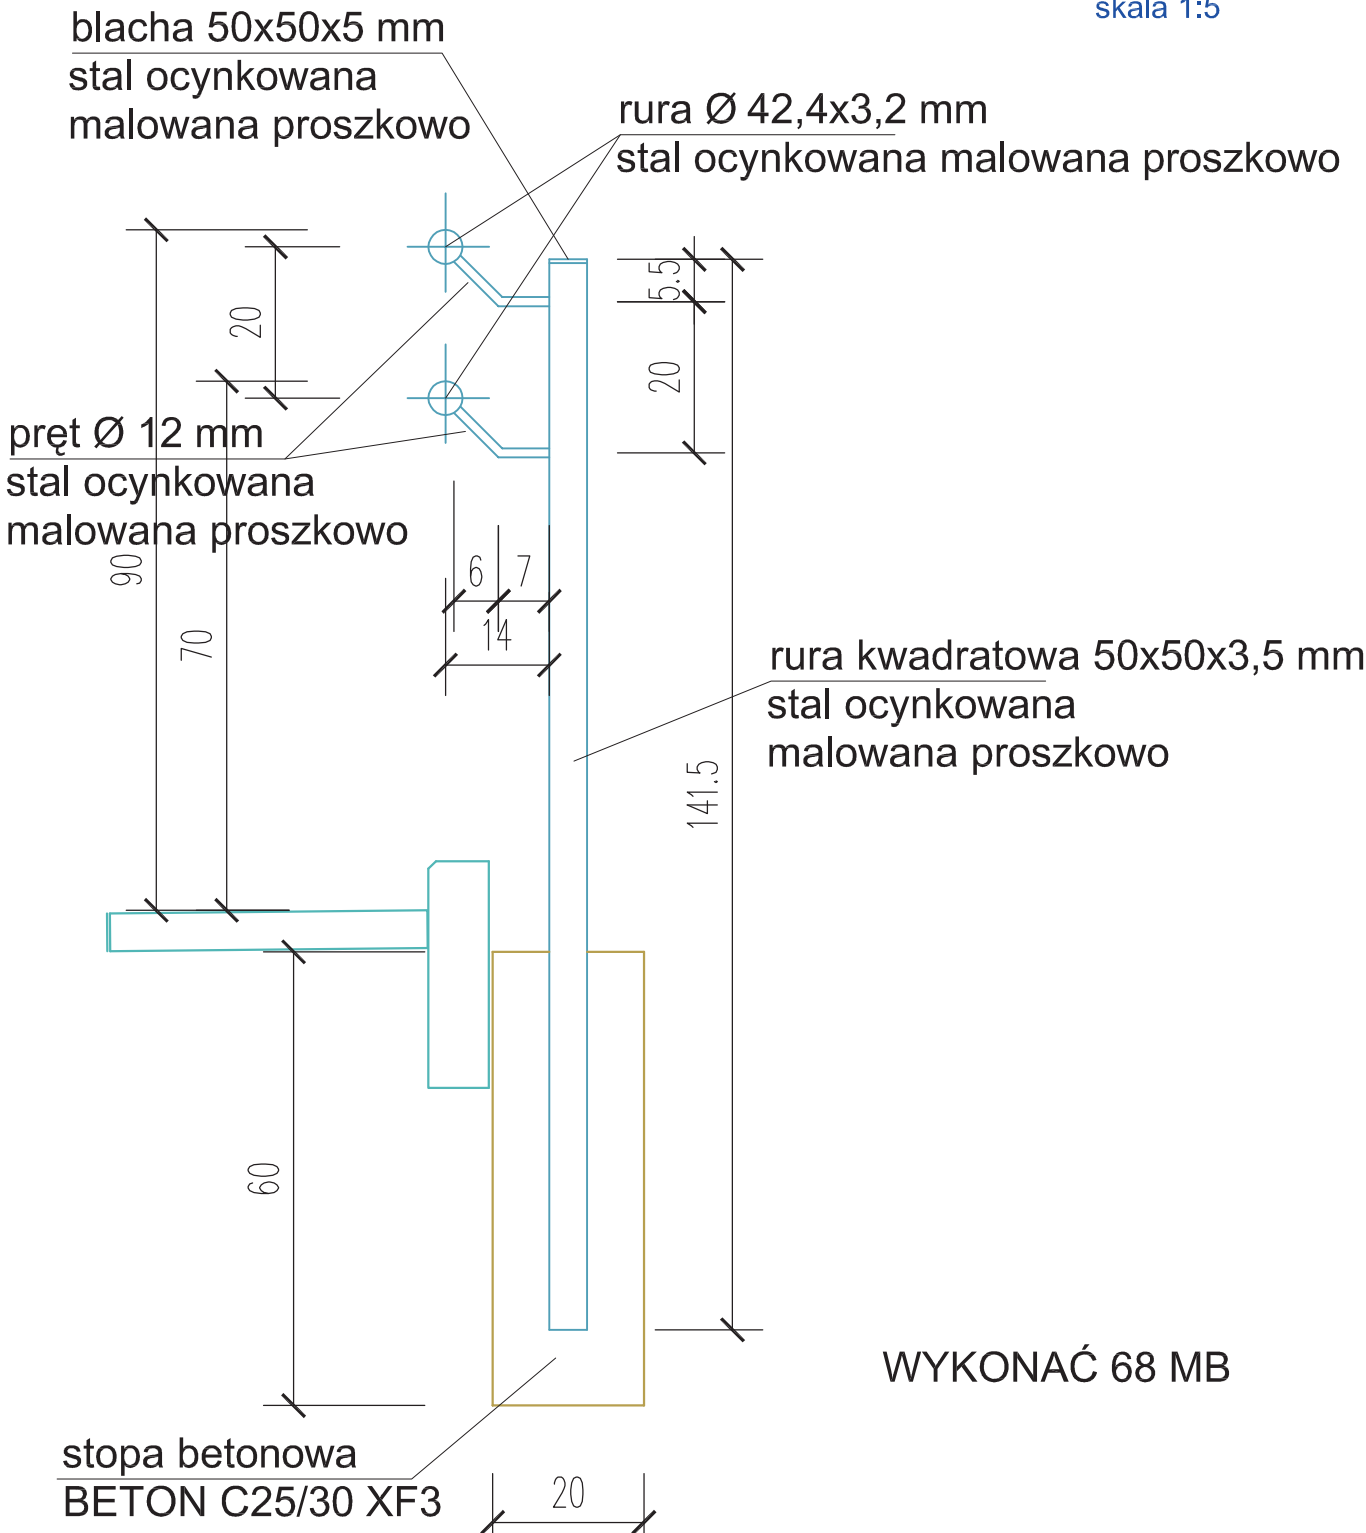 skala 1:5
blacha 50x50x5 mm
stal ocynkowana
malowana proszkowo
rura Ø 42,4x3,2 mm
stal ocynkowana malowana proszkowo
5.5
20
20
pręt Ø 12 mm
stal ocynkowana
malowana proszkowo
90
6
7
14
70
rura kwadratowa 50x50x3,5 mm
stal ocynkowana
malowana proszkowo
141.5
60
WYKONAĆ 68 MB
stopa betonowa
BETON C25/30 XF3
20